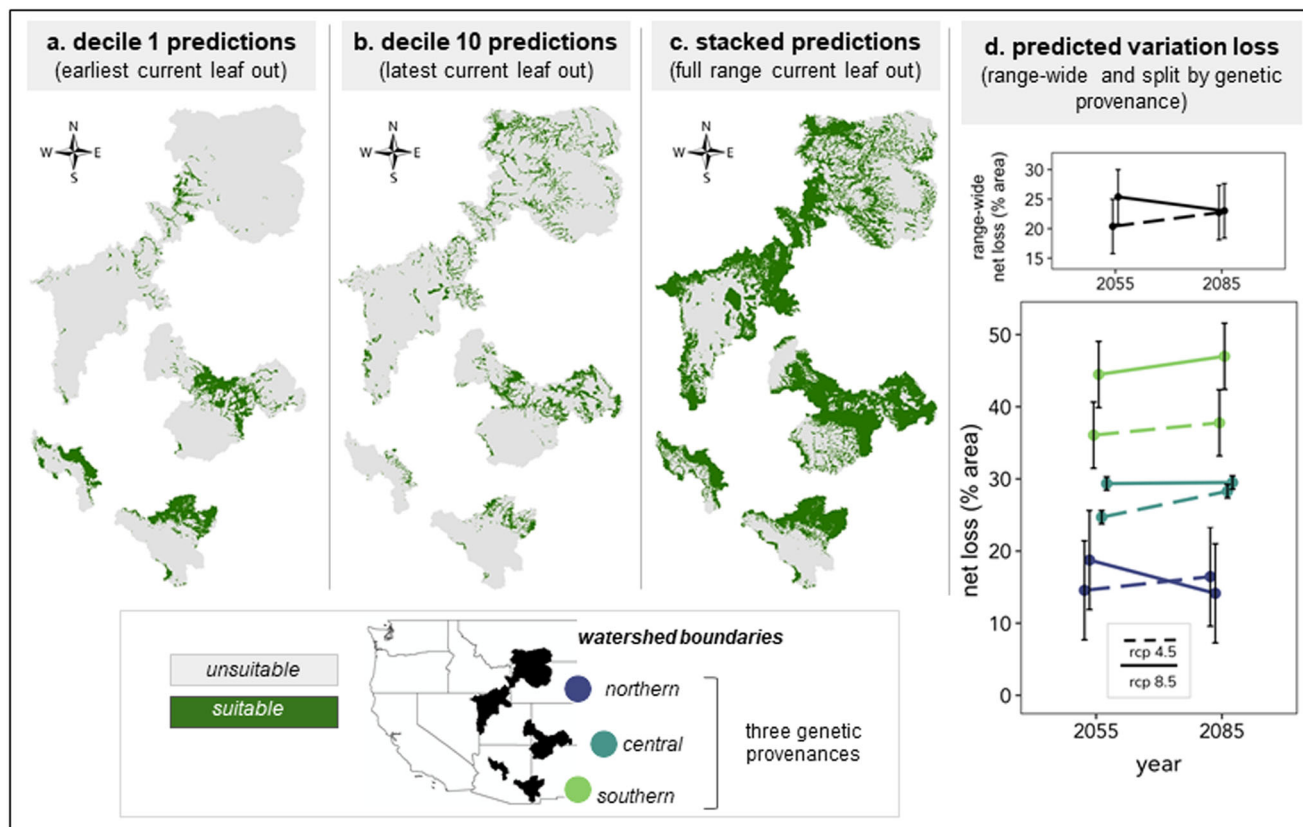 a. decile 1 predictions
(earliest current leaf out)
b. decile 10 predictions
(latest current leaf out)
c. stacked predictions
(full range current leaf out)
d. predicted variation loss
(range-wide and split by genetic
provenance)
N
W E
S
N
W E
S
N
W E
S
range-wide
net loss (% area)
30
25
20
15
2055 2085
net loss (% area)
50
40
30
20
10
0
rcp 4.5
rcp 8.5
2055 2085
year
unsuitable
suitable
watershed boundaries
northern
central
southern
three genetic
provenances